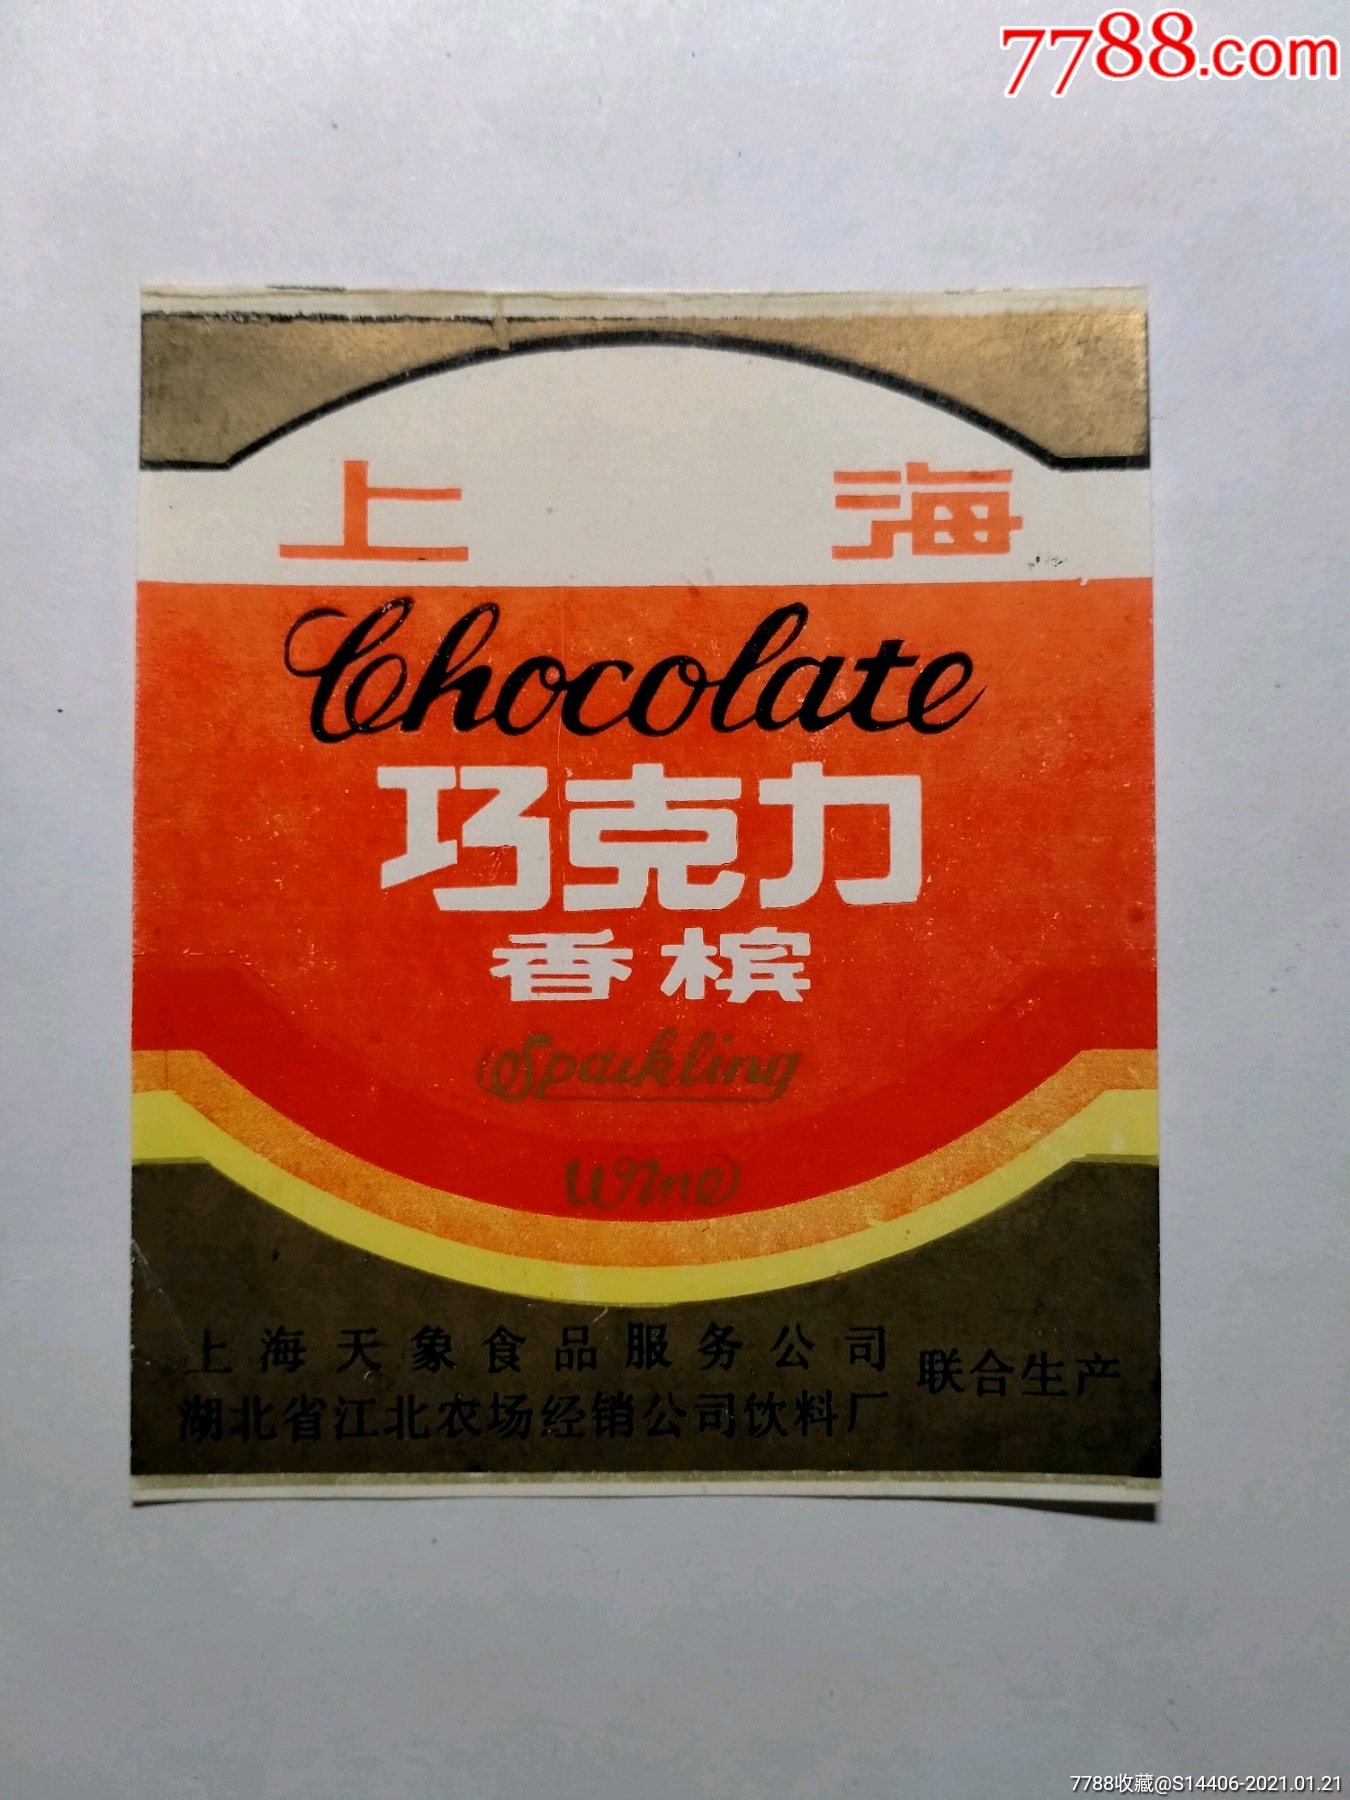 7788.com
上 海
Chocolate
巧克力
香槟
Sparkling
Wine
上海天象食品服务公司
湖北省江北农场经销公司饮料厂
联合生产
7788收藏@S14406-2021.01.21